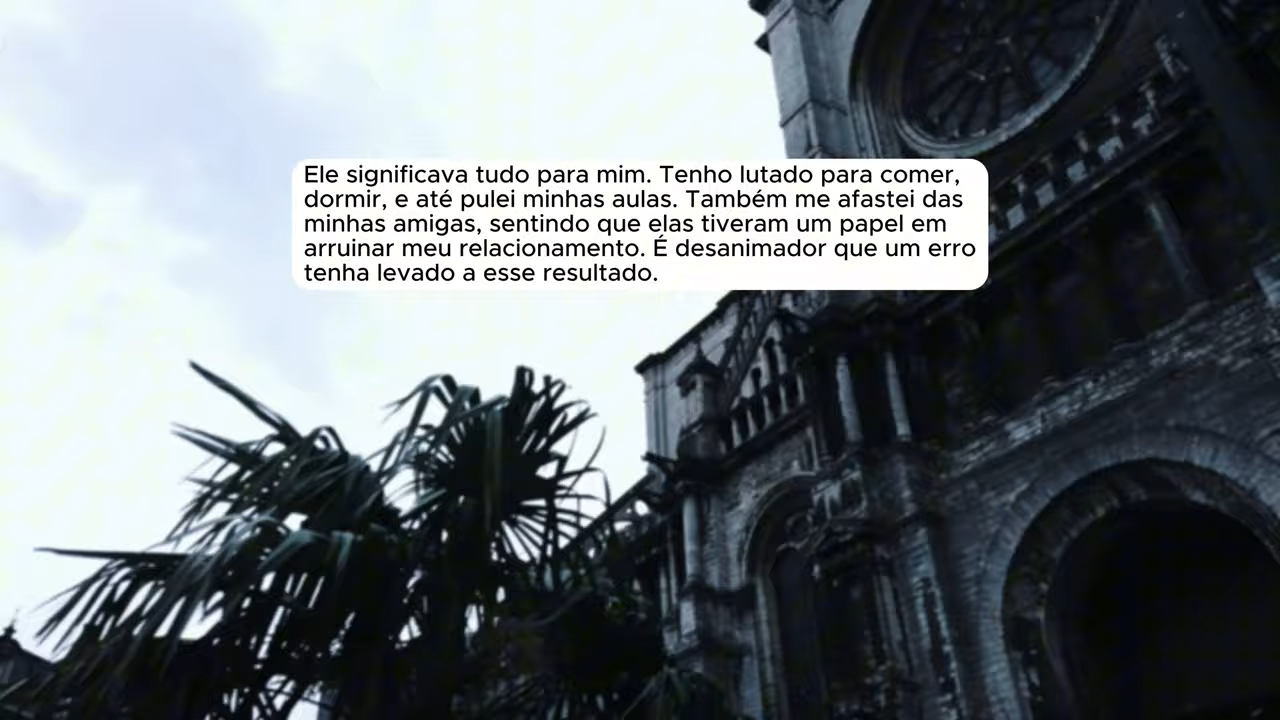 Ele significava tudo para mim. Tenho lutado para comer,
dormir, e até pulei minhas aulas. Também me afastei das
minhas amigas, sentindo que elas tiveram um papel em
arruinar meu relacionamento. É desanimador que um erro
tenha levado a esse resultado.